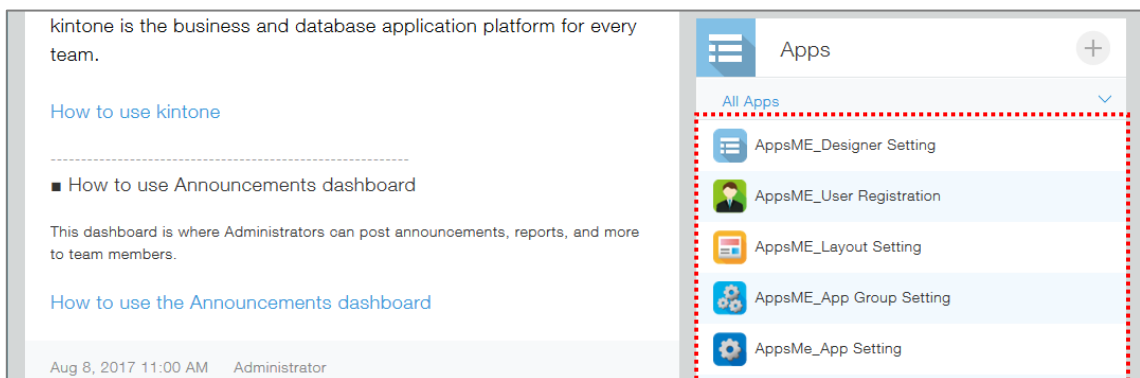 kintone is the business and database application platform for every
team.
How to use kintone
----------------------------------------------------------
■ How to use Announcements dashboard
This dashboard is where Administrators can post announcements, reports, and more
to team members.
How to use the Announcements dashboard
Aug 8, 2017 11:00 AM Administrator
Apps
All Apps
AppsME_Designer Setting
AppsME_User Registration
AppsME_Layout Setting
AppsME_App Group Setting
AppsMe_App Setting